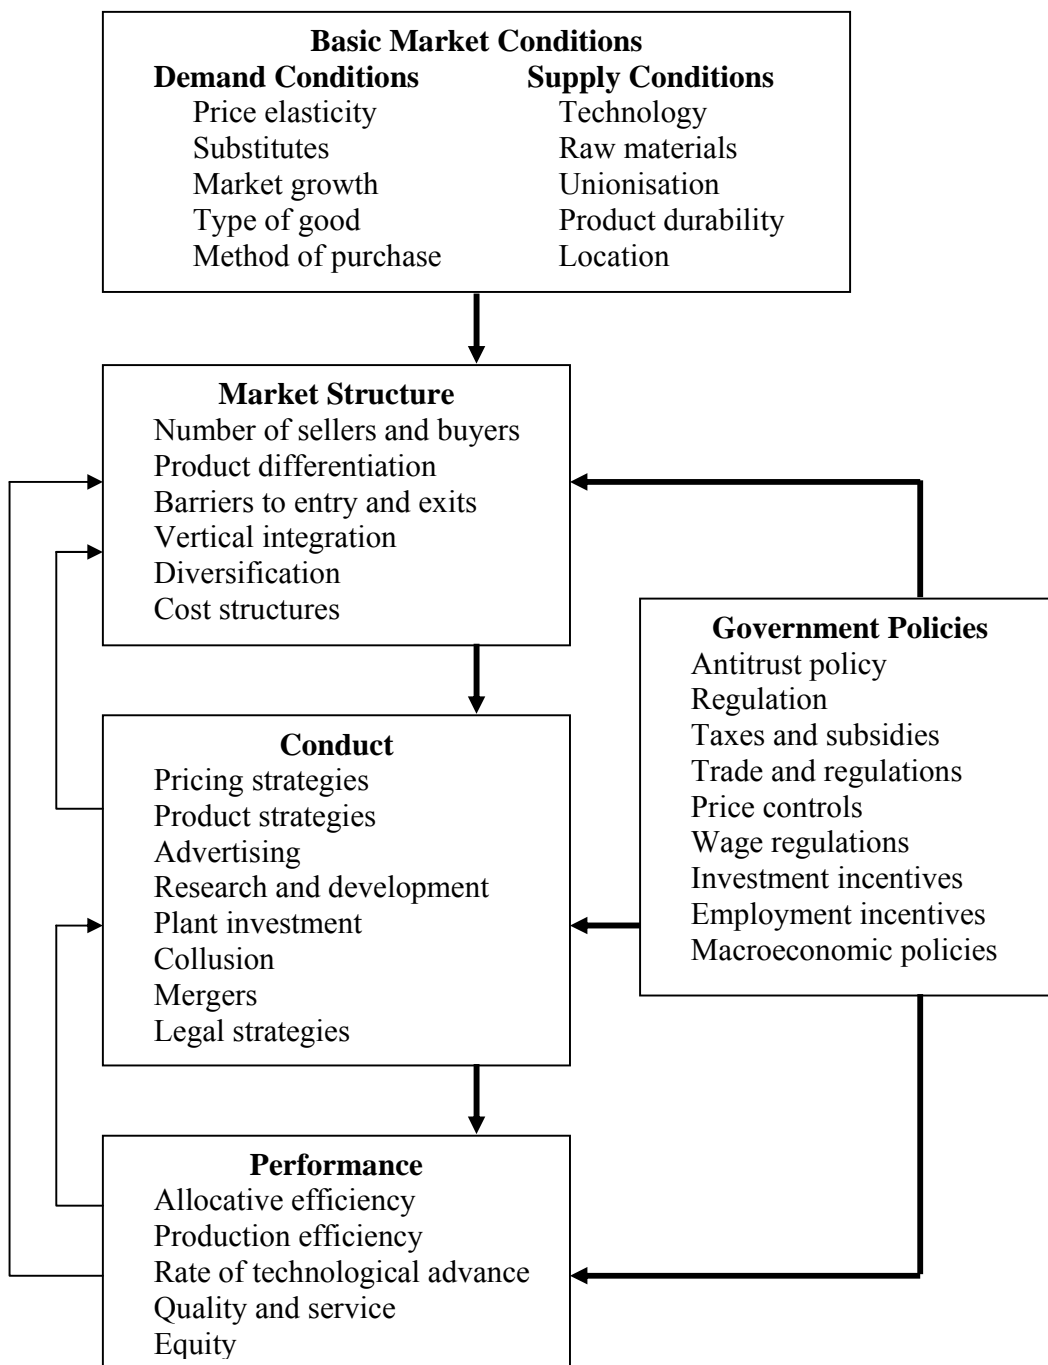 Basic Market Conditions
Demand Conditions Supply Conditions
Price elasticity Technology
Substitutes Raw materials
Market growth Unionisation
Type of good Product durability
Method of purchase Location
Market Structure
Number of sellers and buyers
Product differentiation
Barriers to entry and exits
Vertical integration
Diversification
Cost structures
Government Policies
Antitrust policy
Regulation
Taxes and subsidies
Trade and regulations
Price controls
Wage regulations
Investment incentives
Employment incentives
Macroeconomic policies
Conduct
Pricing strategies
Product strategies
Advertising
Research and development
Plant investment
Collusion
Mergers
Legal strategies
Performance
Allocative efficiency
Production efficiency
Rate of technological advance
Quality and service
Equity